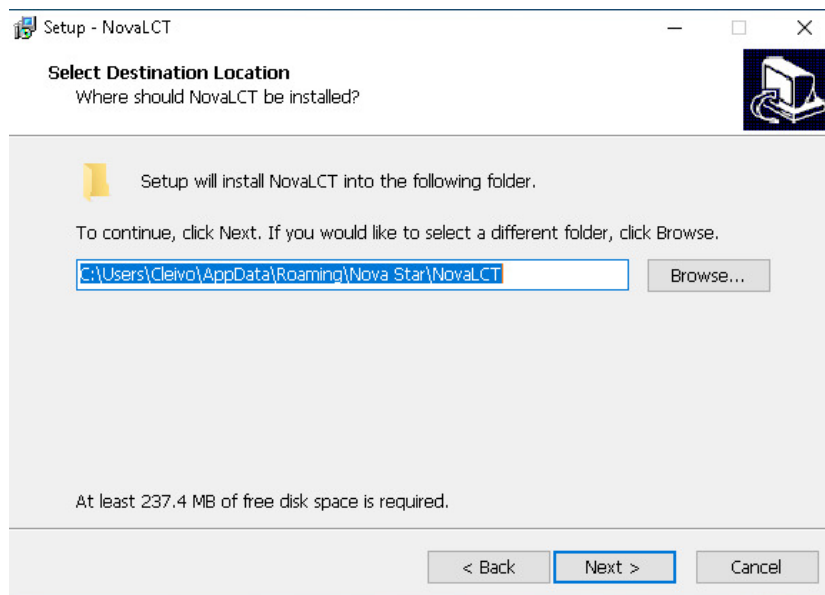 Setup - NovaLCT
Select Destination Location
Where should NovaLCT be installed?
Setup will install NovaLCT into the following folder.
To continue, click Next. If you would like to select a different folder, click Browse.
C:\Users\Cleivo\AppData\Roaming\Nova Star\NovaLCT
Browse...
At least 237.4 MB of free disk space is required.
< Back
Next >
Cancel